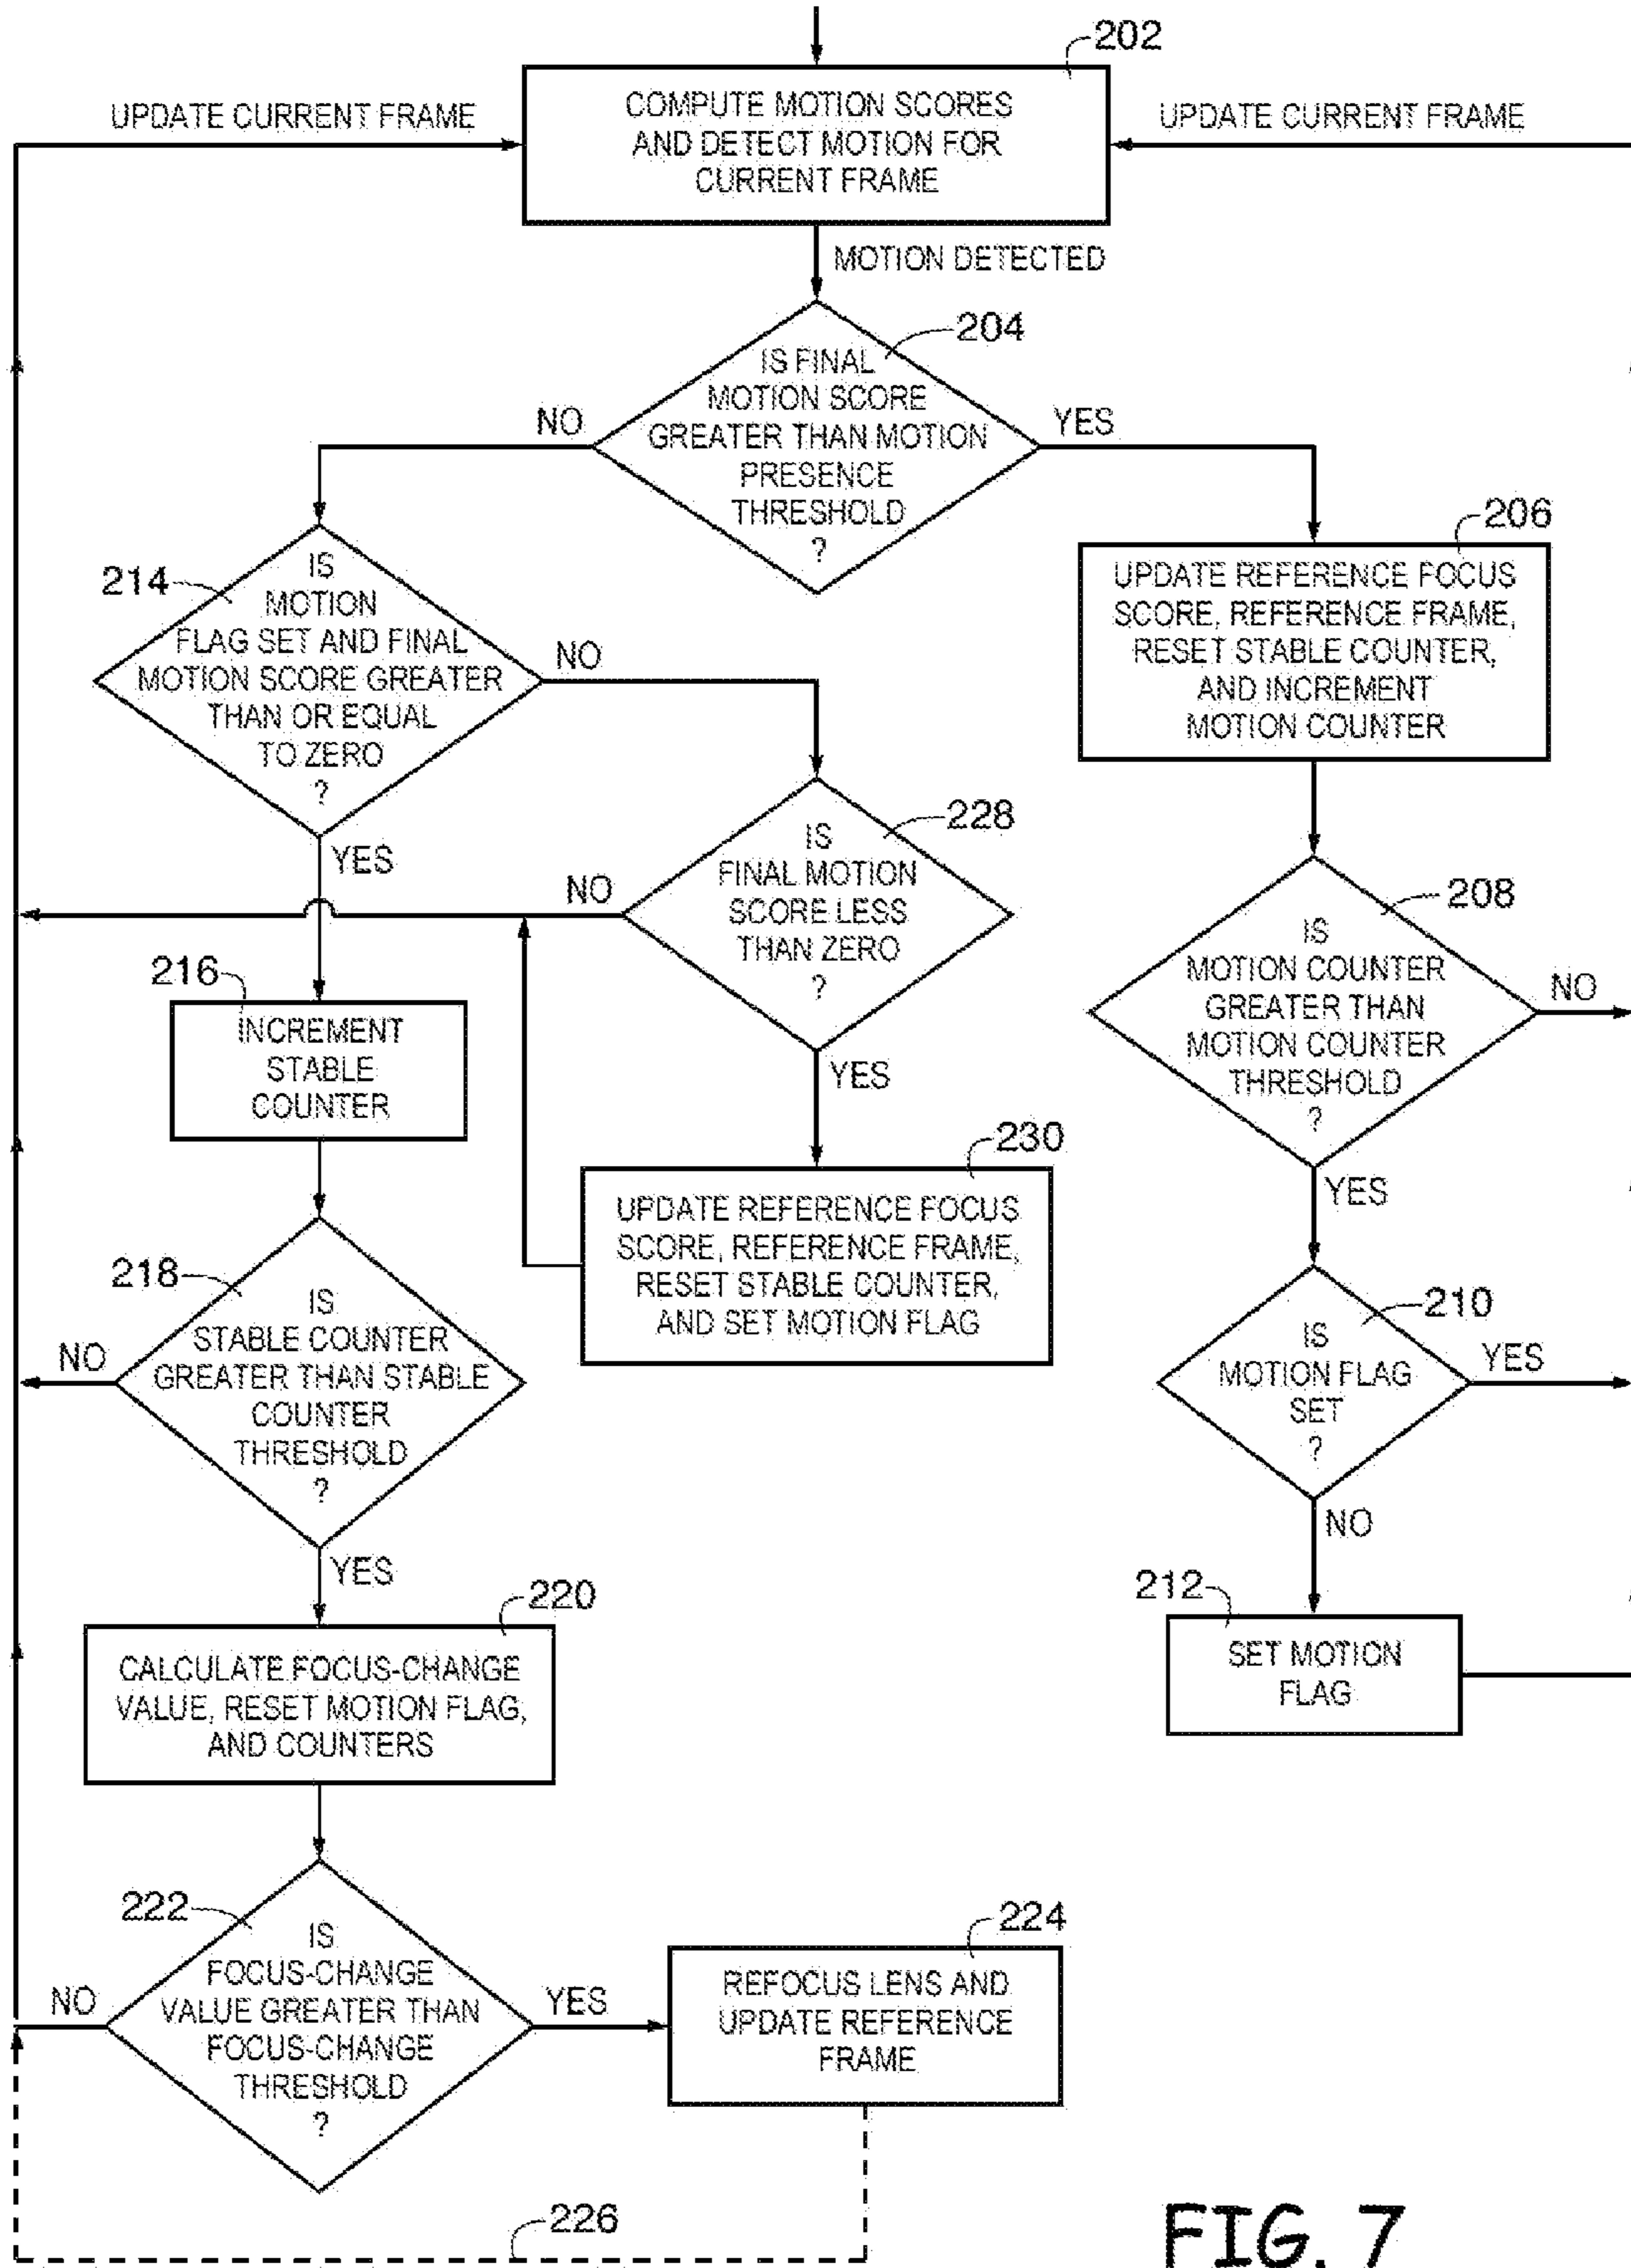 202
COMPUTE MOTION SCORES
AND DETECT MOTION FOR
CURRENT FRAME
UPDATE CURRENT FRAME
UPDATE CURRENT FRAME
MOTION DETECTED
204
IS FINAL
MOTION SCORE
GREATER THAN MOTION
PRESENCE
THRESHOLD
?
NO
YES
206
UPDATE REFERENCE FOCUS
SCORE, REFERENCE FRAME,
RESET STABLE COUNTER,
AND INCREMENT
MOTION COUNTER
214
IS
MOTION
FLAG SET AND FINAL
MOTION SCORE GREATER
THAN OR EQUAL
TO ZERO
?
NO
YES
228
IS
FINAL MOTION
SCORE LESS
THAN ZERO
?
NO
YES
208
IS
MOTION COUNTER
GREATER THAN
MOTION COUNTER
THRESHOLD
?
NO
YES
216
INCREMENT
STABLE
COUNTER
230
UPDATE REFERENCE FOCUS
SCORE, REFERENCE FRAME,
RESET STABLE COUNTER,
AND SET MOTION FLAG
218
IS
STABLE COUNTER
GREATER THAN STABLE
COUNTER
THRESHOLD
?
NO
YES
210
IS
MOTION FLAG
SET
?
YES
NO
212
SET MOTION
FLAG
220
CALCULATE FOCUS-CHANGE
VALUE, RESET MOTION FLAG,
AND COUNTERS
222
IS
FOCUS-CHANGE
VALUE GREATER THAN
FOCUS-CHANGE
THRESHOLD
?
NO
YES
224
REFOCUS LENS AND
UPDATE REFERENCE
FRAME
226
FIG. 7